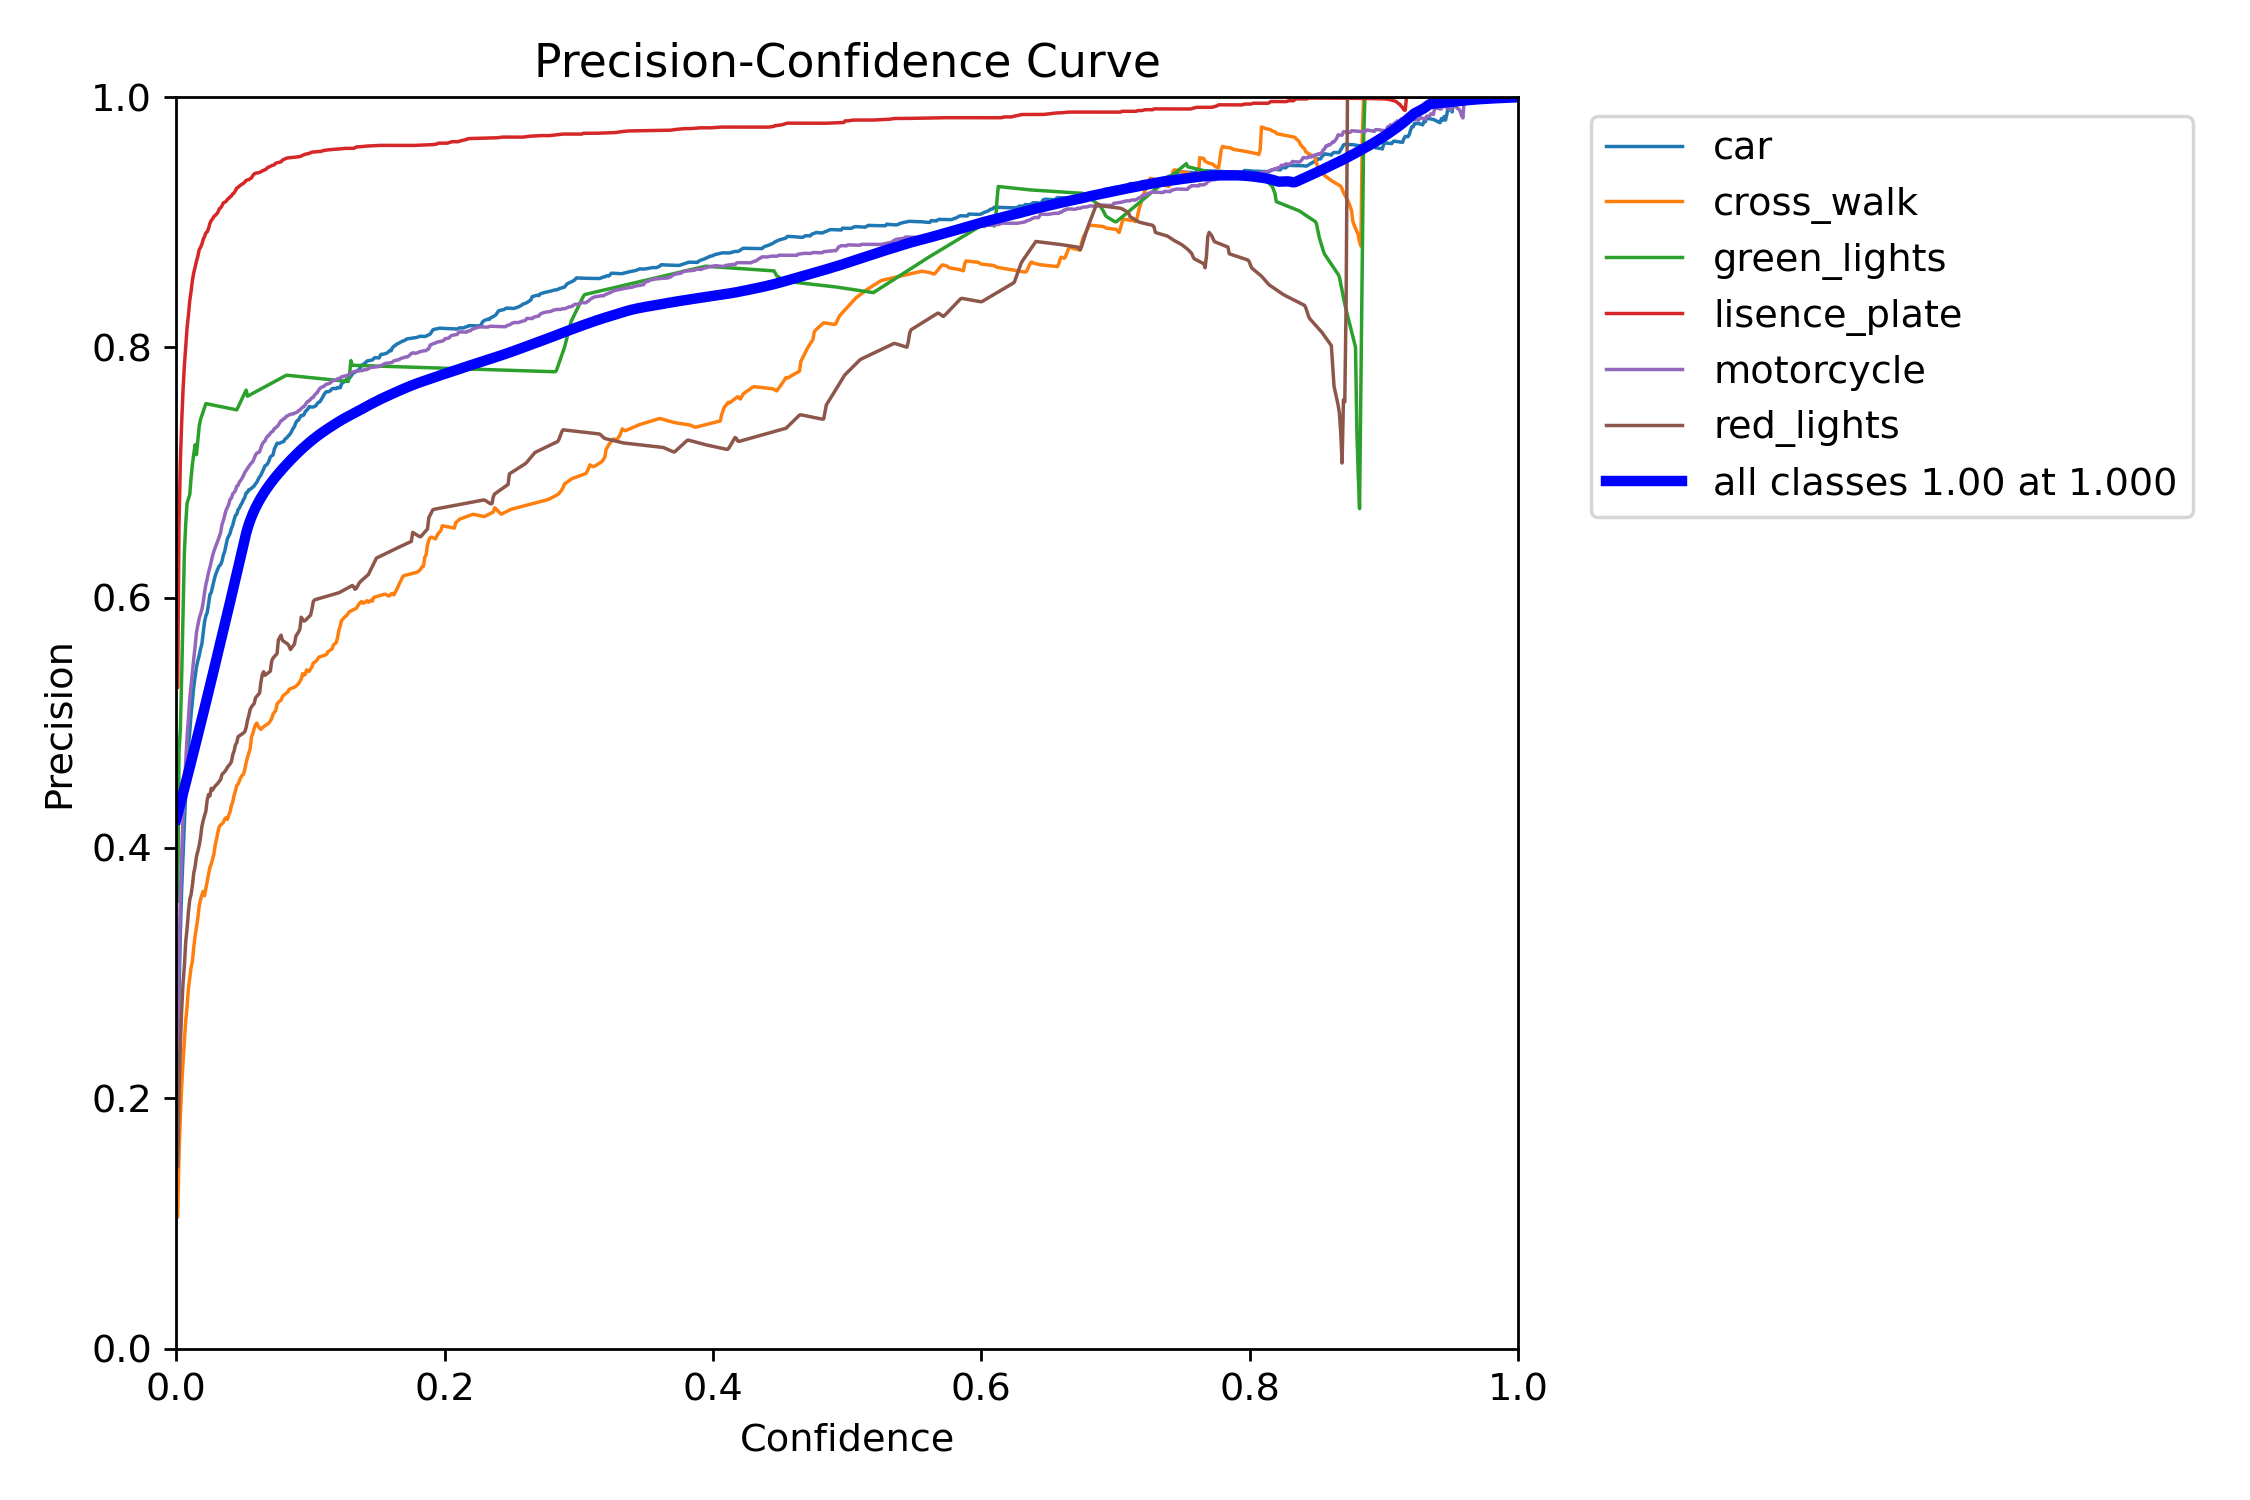 Precision-Confidence Curve
1.0
0.8
0.6
0.4
0.2
0.0
Precision
0.0 0.2 0.4 0.6 0.8 1.0
Confidence
car
cross_walk
green_lights
lisence_plate
motorcycle
red_lights
all classes 1.00 at 1.000